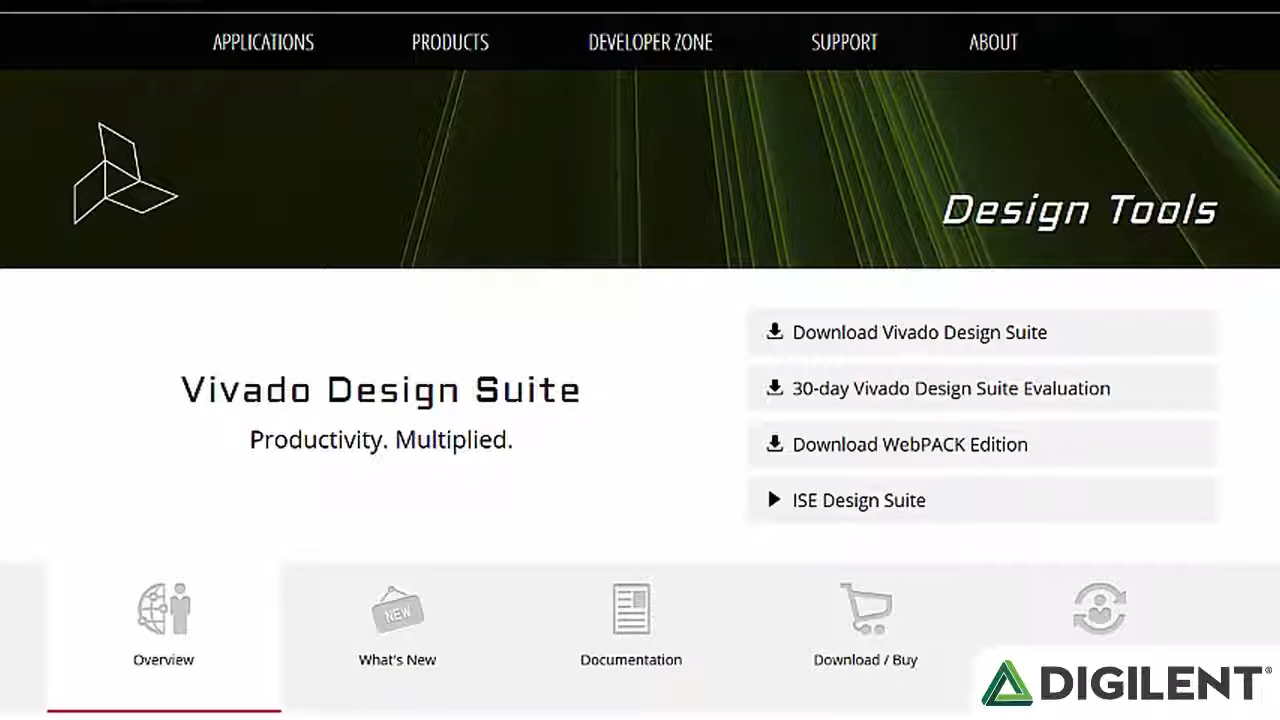 APPLICATIONS PRODUCTS DEVELOPER ZONE SUPPORT ABOUT
Design Tools
Vivado Design Suite
Productivity. Multiplied.
Download Vivado Design Suite
30-day Vivado Design Suite Evaluation
Download WebPACK Edition
ISE Design Suite
NEW
Overview What's New Documentation Download / Buy
DIGILENT®